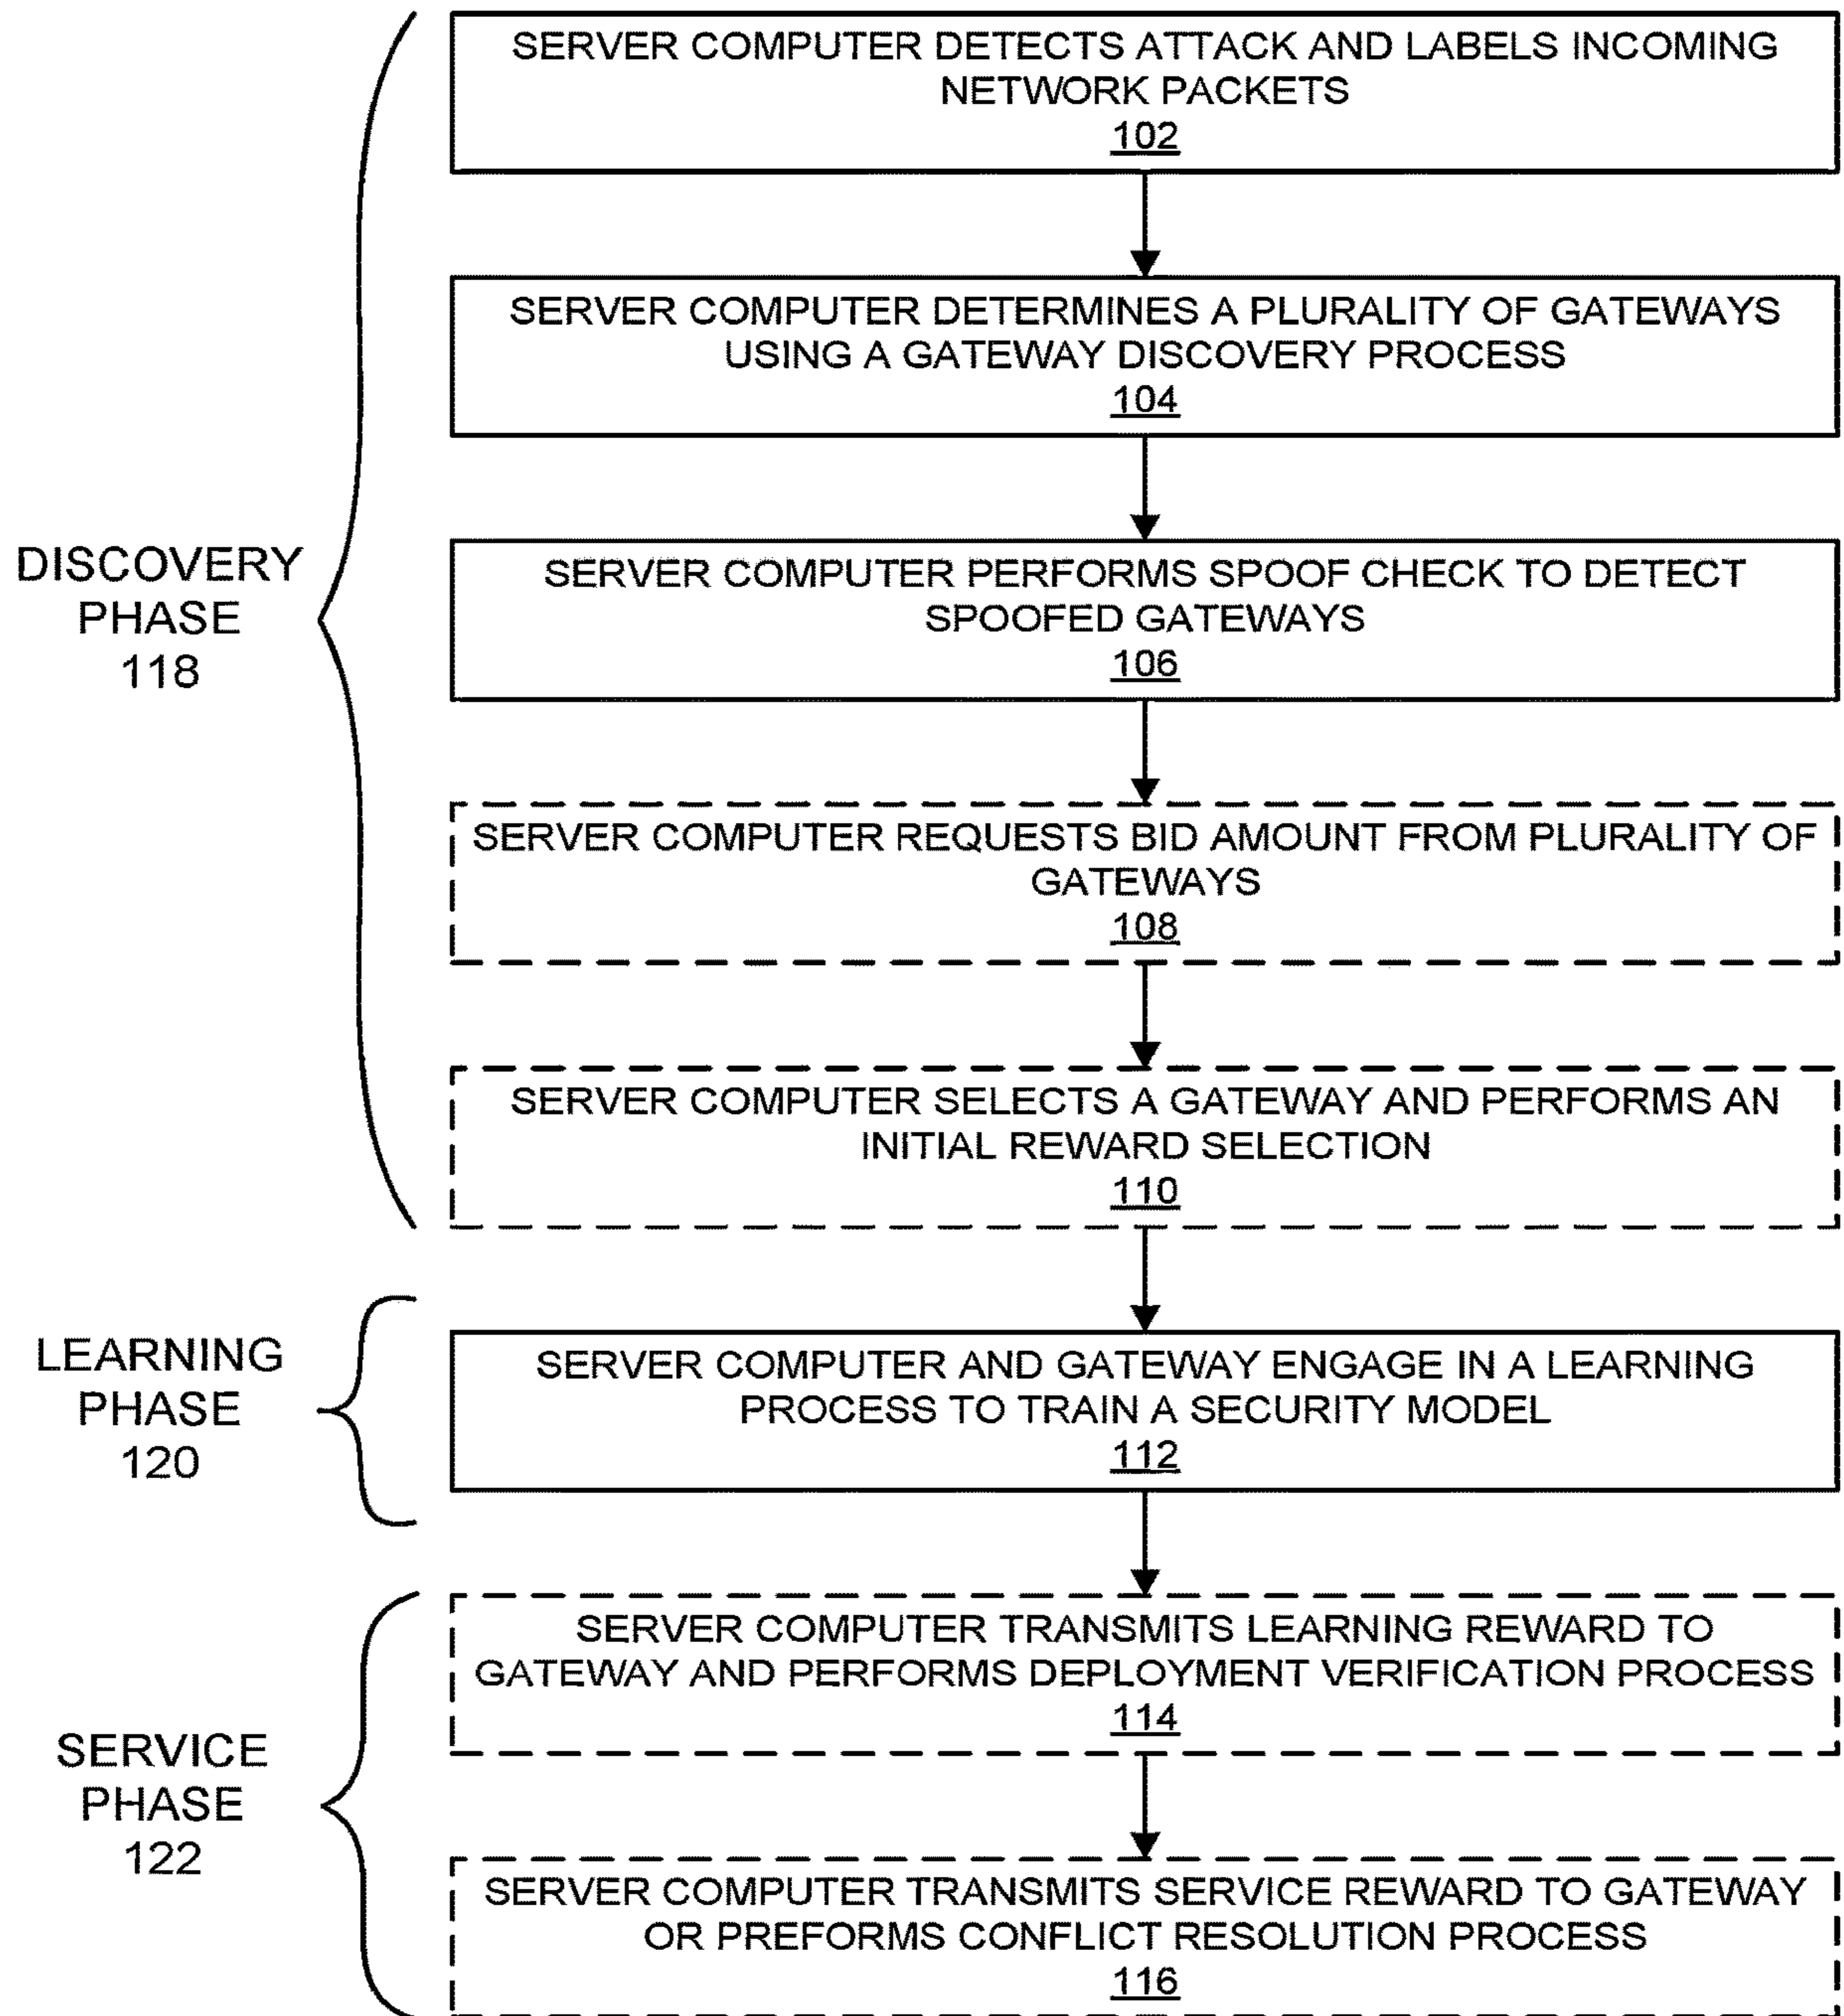 SERVER COMPUTER DETECTS ATTACK AND LABELS INCOMING
NETWORK PACKETS
102
SERVER COMPUTER DETERMINES A PLURALITY OF GATEWAYS
USING A GATEWAY DISCOVERY PROCESS
104
DISCOVERY
PHASE
118
SERVER COMPUTER PERFORMS SPOOF CHECK TO DETECT
SPOOFED GATEWAYS
106
SERVER COMPUTER REQUESTS BID AMOUNT FROM PLURALITY OF
GATEWAYS
108
SERVER COMPUTER SELECTS A GATEWAY AND PERFORMS AN
INITIAL REWARD SELECTION
110
LEARNING
PHASE
120
SERVER COMPUTER AND GATEWAY ENGAGE IN A LEARNING
PROCESS TO TRAIN A SECURITY MODEL
112
SERVICE
PHASE
122
SERVER COMPUTER TRANSMITS LEARNING REWARD TO
GATEWAY AND PERFORMS DEPLOYMENT VERIFICATION PROCESS
114
SERVER COMPUTER TRANSMITS SERVICE REWARD TO GATEWAY
OR PREFORMS CONFLICT RESOLUTION PROCESS
116